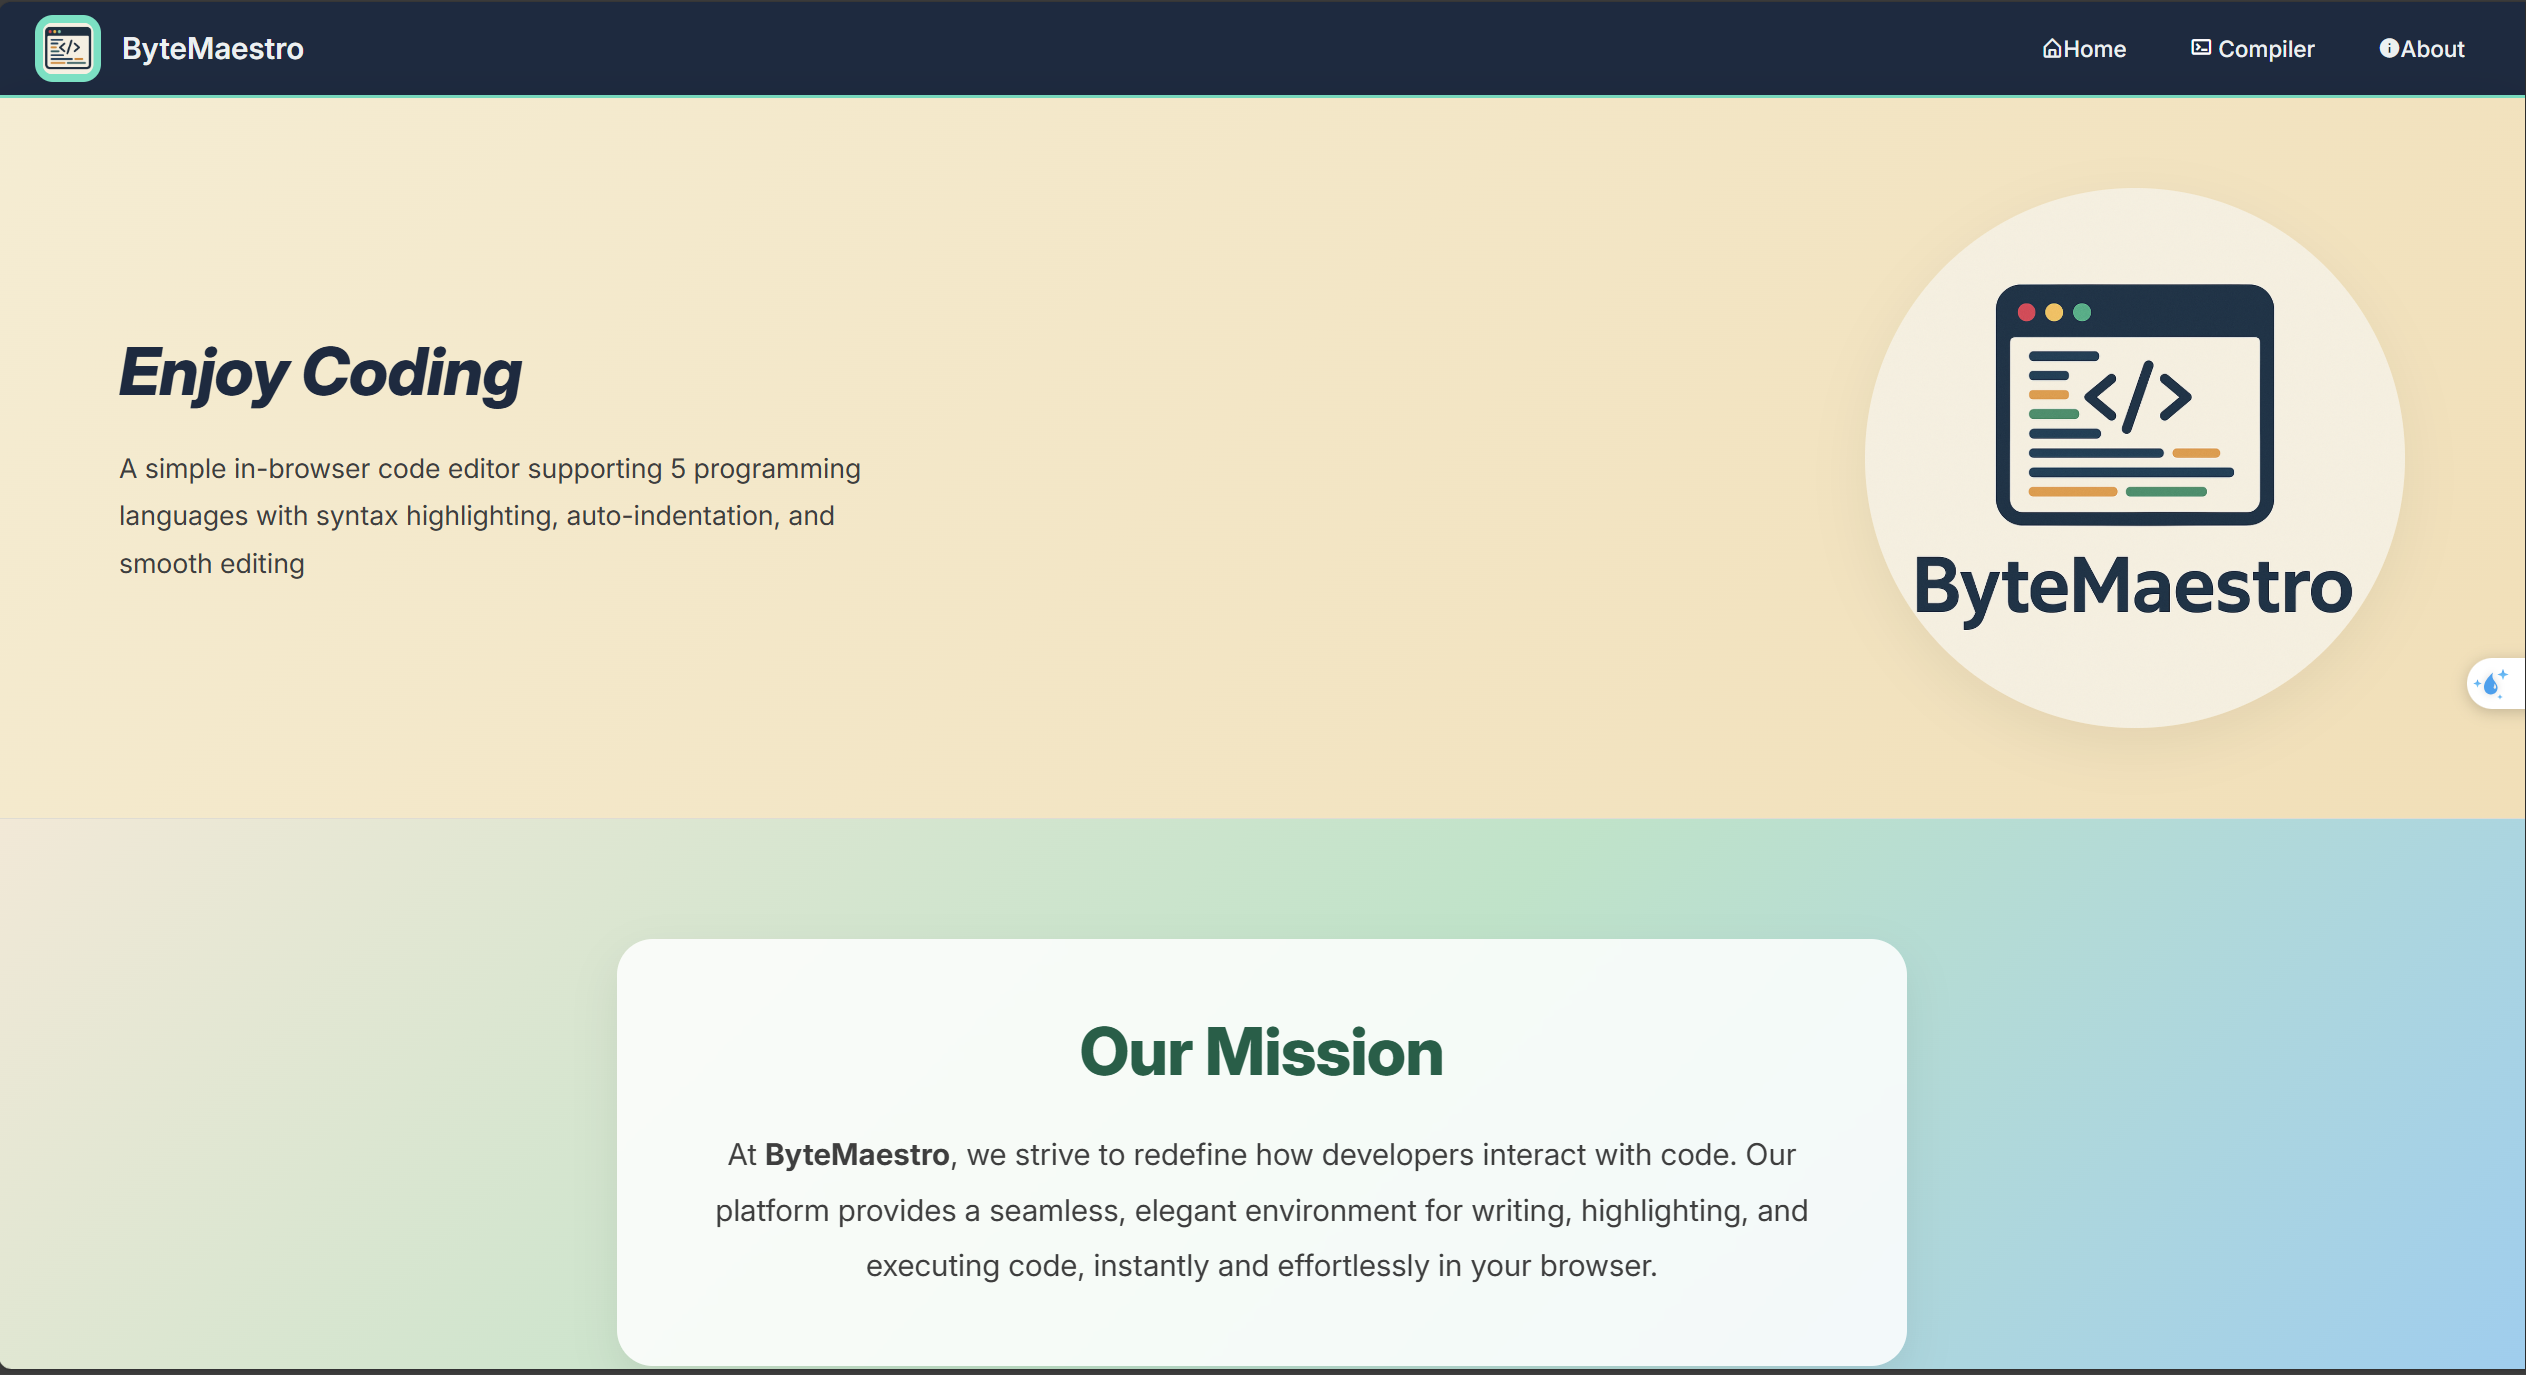 ByteMaestro
Home
Compiler
About
Enjoy Coding
A simple in-browser code editor supporting 5 programming
languages with syntax highlighting, auto-indentation, and
smooth editing
</>
ByteMaestro
Our Mission
At ByteMaestro, we strive to redefine how developers interact with code. Our
platform provides a seamless, elegant environment for writing, highlighting, and
executing code, instantly and effortlessly in your browser.